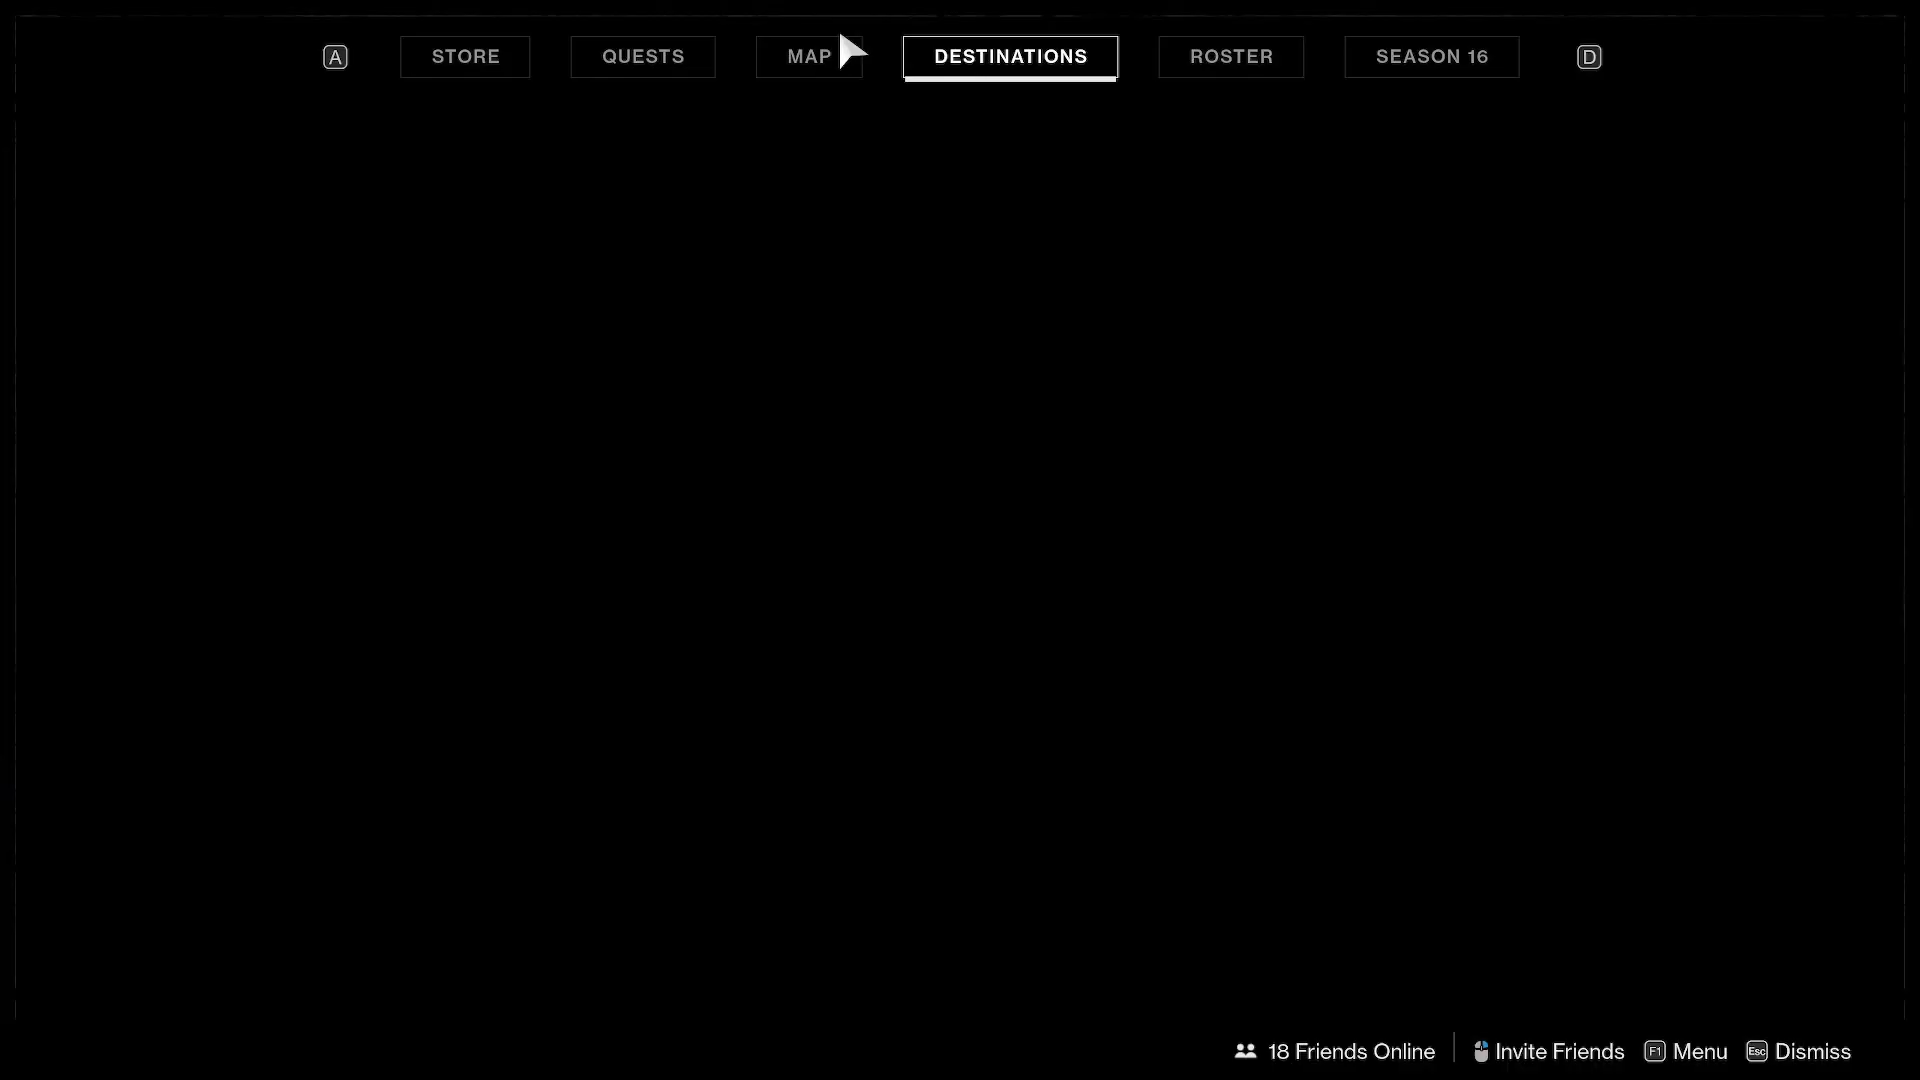 A STORE QUESTS MAP DESTINATIONS ROSTER SEASON 16 D
18 Friends Online Invite Friends F1 Menu Esc Dismiss